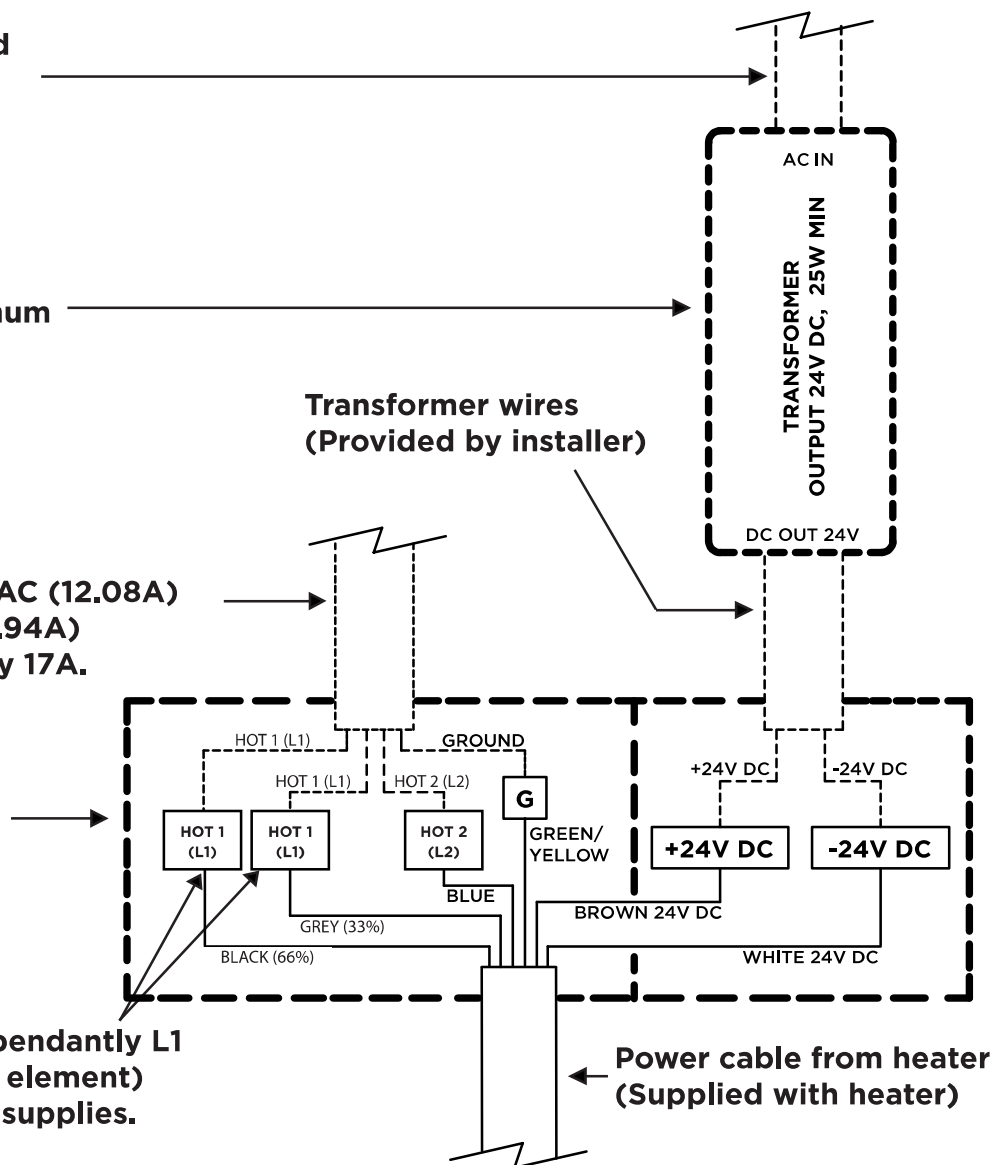 d
AC IN
TRANSFORMER
OUTPUT 24V DC, 25W MIN
DC OUT 24V
num
Transformer wires
(Provided by installer)
AC (12.08A)
.94A)
y 17A.
HOT 1 (L1)
GROUND
HOT 1 (L1)
HOT 2 (L2)
+24V DC
-24V DC
G
HOT 1
(L1)
HOT 1
(L1)
HOT 2
(L2)
GREEN/
YELLOW
+24V DC
-24V DC
BLUE
BROWN 24V DC
GREY (33%)
BLACK (66%)
WHITE 24V DC
pendantly L1
element)
supplies.
Power cable from heater
(Supplied with heater)